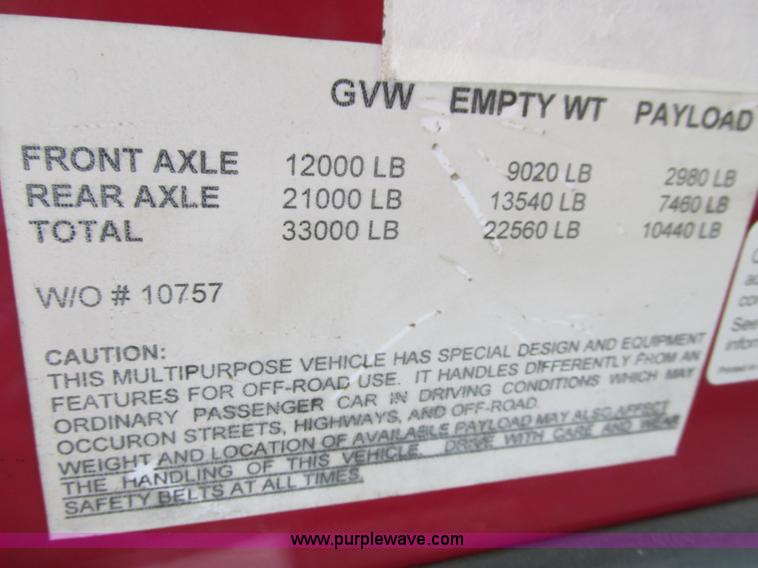 GVW EMPTY WT PAYLOAD
FRONT AXLE 12000 LB 9020 LB 2980 LB
REAR AXLE 21000 LB 13540 LB 7460 LB
TOTAL 33000 LB 22560 LB 10440 LB
W/O # 10757
CAUTION:
THIS MULTIPURPOSE VEHICLE HAS SPECIAL DESIGN AND EQUIPMENT
FEATURES FOR OFF-ROAD USE. IT HANDLES DIFFERENTLY FROM AN
ORDINARY PASSENGER CAR IN DRIVING CONDITIONS WHICH MAY
OCCURON STREETS, HIGHWAYS, AND OFF-ROAD.
WEIGHT AND LOCATION OF AVAILABLE PAYLOAD MAY ALSO AFFECT
THE HANDLING OF THIS VEHICLE. DRIVE WITH CARE AND WEAR
SAFETY BELTS AT ALL TIMES.
See
Printed in
www.purplewave.com